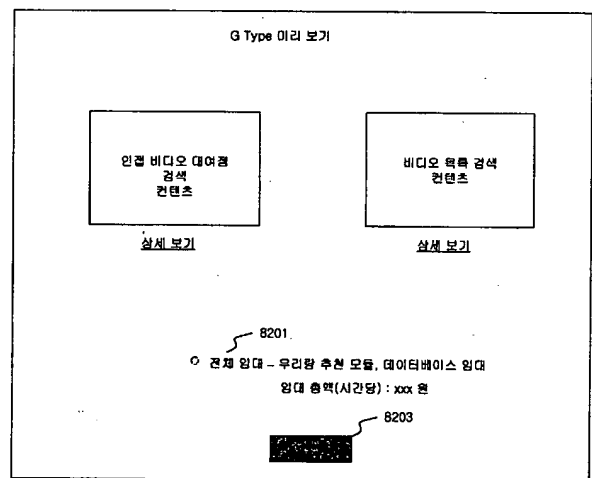 G Type 미리 보기
인접 비디오 대여점
검색
컨텐츠
비디오 목록 검색
컨텐츠
상세 보기
상세 보기
8201
전체 임대 – 우리랑 추천 모듈, 데이터베이스 임대
임대 총액(시간당) : xxx 원
8203